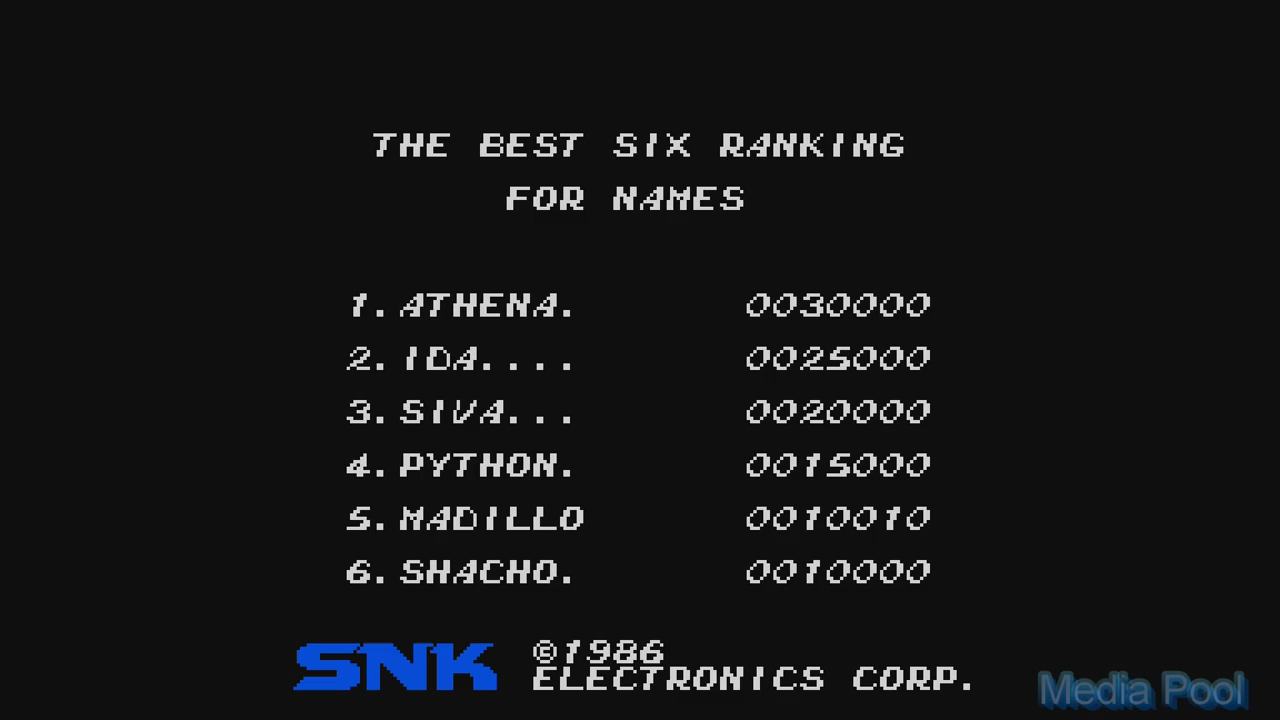 THE BEST SIX RANKING
FOR NAMES
1.ATHENA. 0030000
2.IDA.... 0025000
3.SIVA... 0020000
4.PYTHON. 0015000
5.MADILLO 0010010
6.SHACHO. 0010000
SNK ©1986
ELECTRONICS CORP.
Media Pool